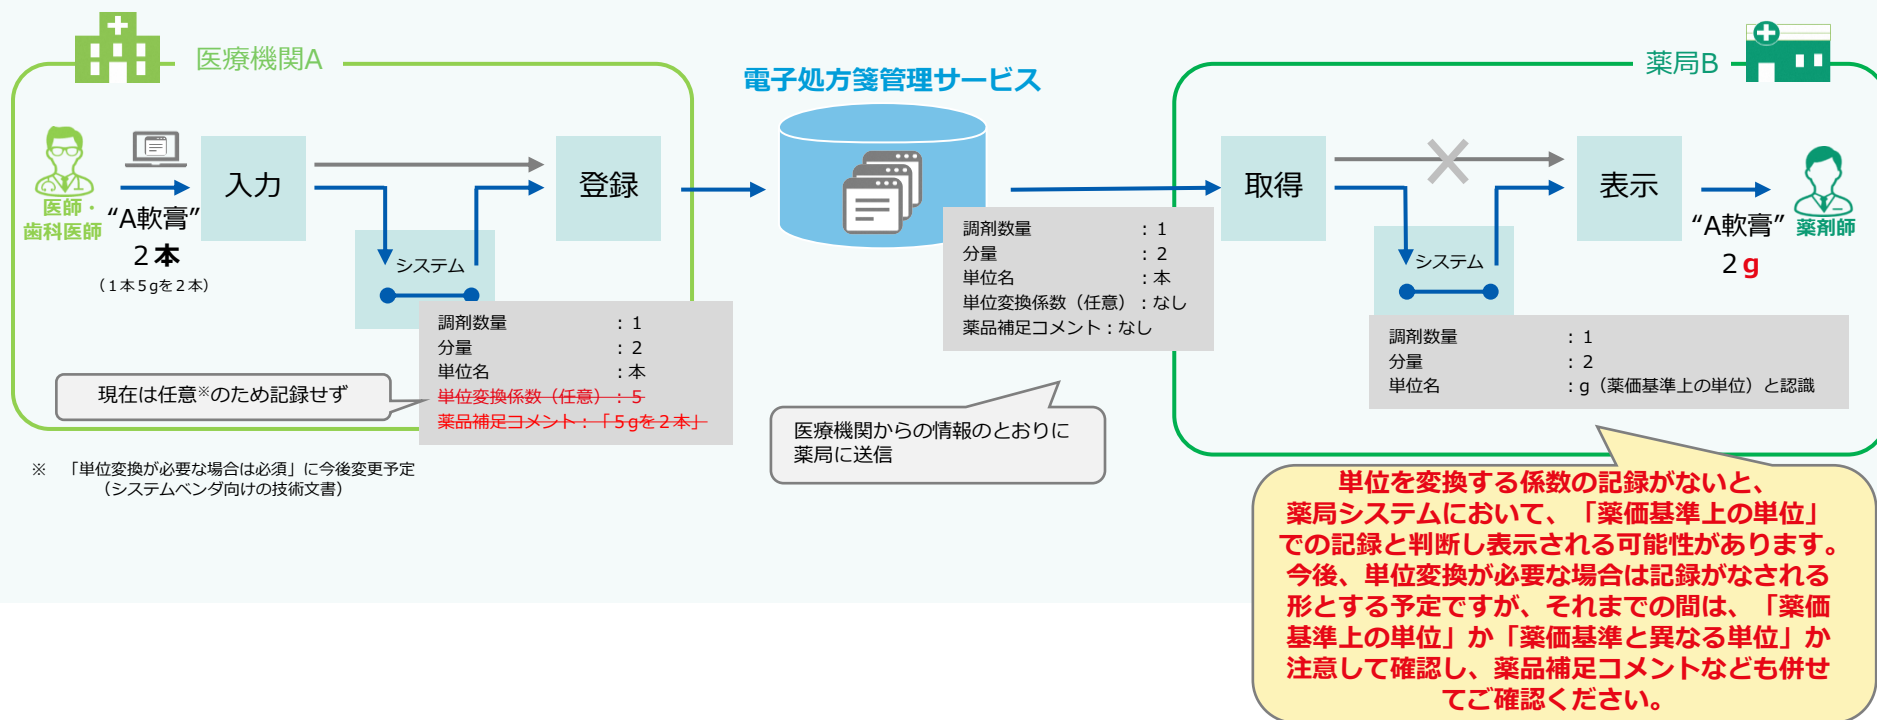 医療機関A
薬局B
電子処方箋管理サービス
医師・
歯科医師
“A軟膏”
2本
（1本5gを2本）
入力
登録
システム
調剤数量　：1
分量　：2
単位名　：本
単位変換係数（任意）：5
薬品補足コメント：「5gを2本」
現在は任意※のため記録せず
※　「単位変換が必要な場合は必須」に今後変更予定
（システムベンダ向けの技術文書）
調剤数量　：1
分量　：2
単位名　：本
単位変換係数（任意）：なし
薬品補足コメント：なし
医療機関からの情報のとおりに
薬局に送信
取得
表示
システム
“A軟膏”
2g
薬剤師
調剤数量　：1
分量　：2
単位名　：g（薬価基準上の単位）と認識
単位を変換する係数の記録がないと、
薬局システムにおいて、「薬価基準上の単位」
での記録と判断し表示される可能性があります。
今後、単位変換が必要な場合は記録がなされる
形とする予定ですが、それまでの間は、「薬価
基準上の単位」か「薬価基準と異なる単位」か
注意して確認し、薬品補足コメントなども併せ
てご確認ください。